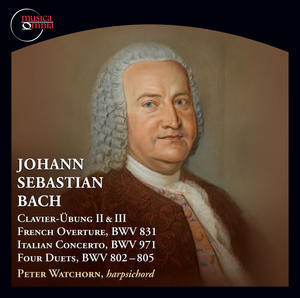 musica
Omnia
JOHANN
SEBASTIAN
BACH
CLAVIER-ÜBUNG II & III
FRENCH OVERTURE, BWV 831
ITALIAN CONCERTO, BWV 971
FOUR DUETS, BWV 802–805
PETER WATCHORN, harpsichord